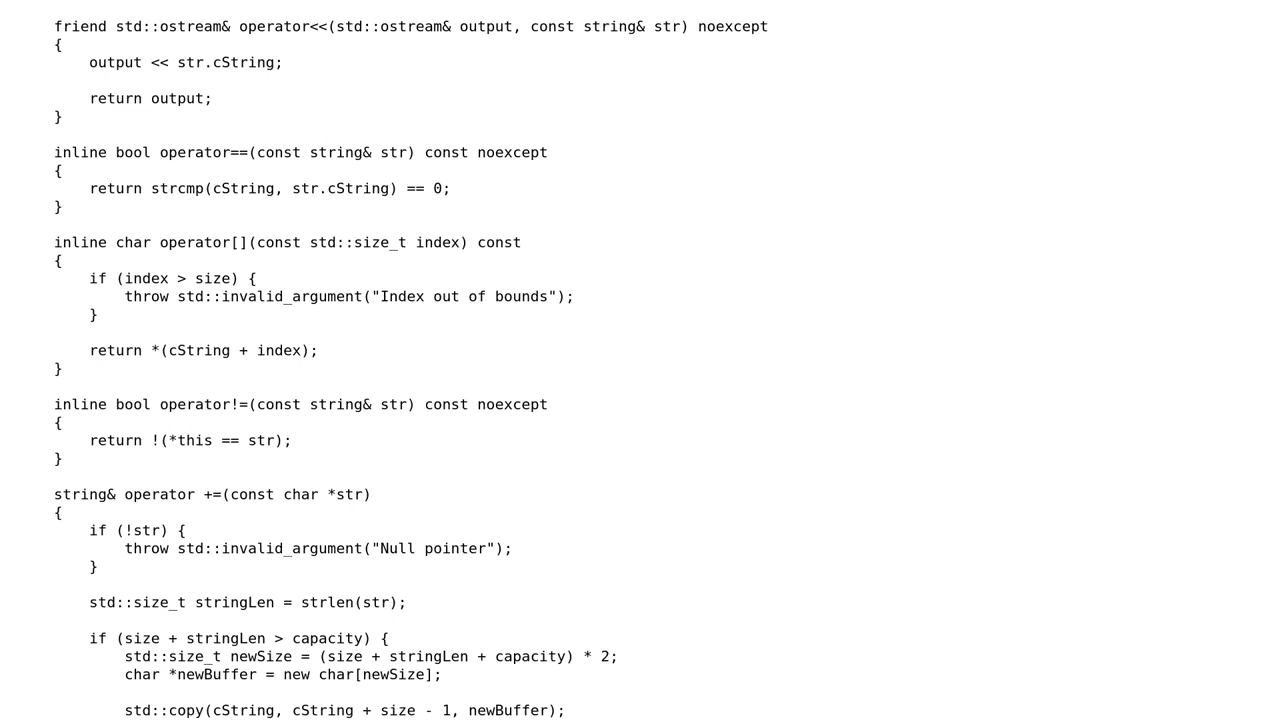 friend std::ostream& operator<<(std::ostream& output, const string& str) noexcept
{
    output << str.cString;

    return output;
}

inline bool operator==(const string& str) const noexcept
{
    return strcmp(cString, str.cString) == 0;
}

inline char operator[](const std::size_t index) const
{
    if (index > size) {
        throw std::invalid_argument("Index out of bounds");
    }

    return *(cString + index);
}

inline bool operator!=(const string& str) const noexcept
{
    return !(*this == str);
}

string& operator +=(const char *str)
{
    if (!str) {
        throw std::invalid_argument("Null pointer");
    }

    std::size_t stringLen = strlen(str);

    if (size + stringLen > capacity) {
        std::size_t newSize = (size + stringLen + capacity) * 2;
        char *newBuffer = new char[newSize];

        std::copy(cString, cString + size - 1, newBuffer);